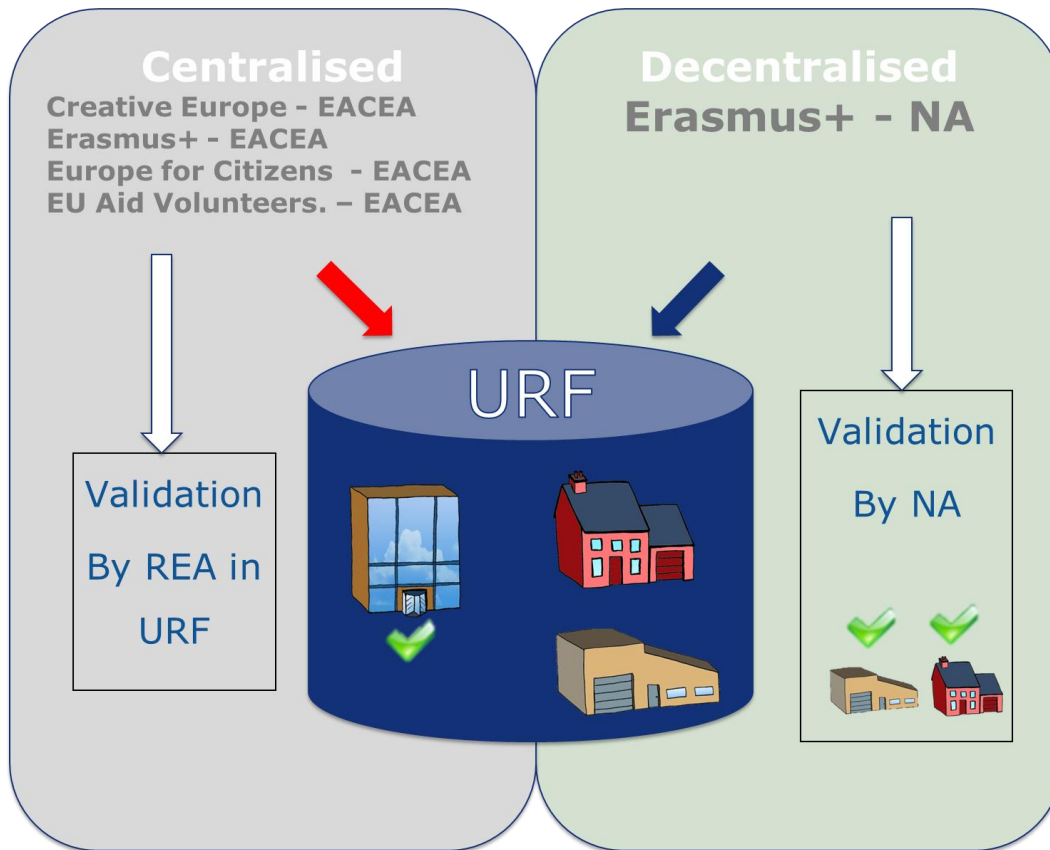 Centralised
Creative Europe - EACEA
Erasmus+ - EACEA
Europe for Citizens - EACEA
EU Aid Volunteers. – EACEA
Decentralised
Erasmus+ - NA
URF
Validation
By REA in
URF
Validation
By NA